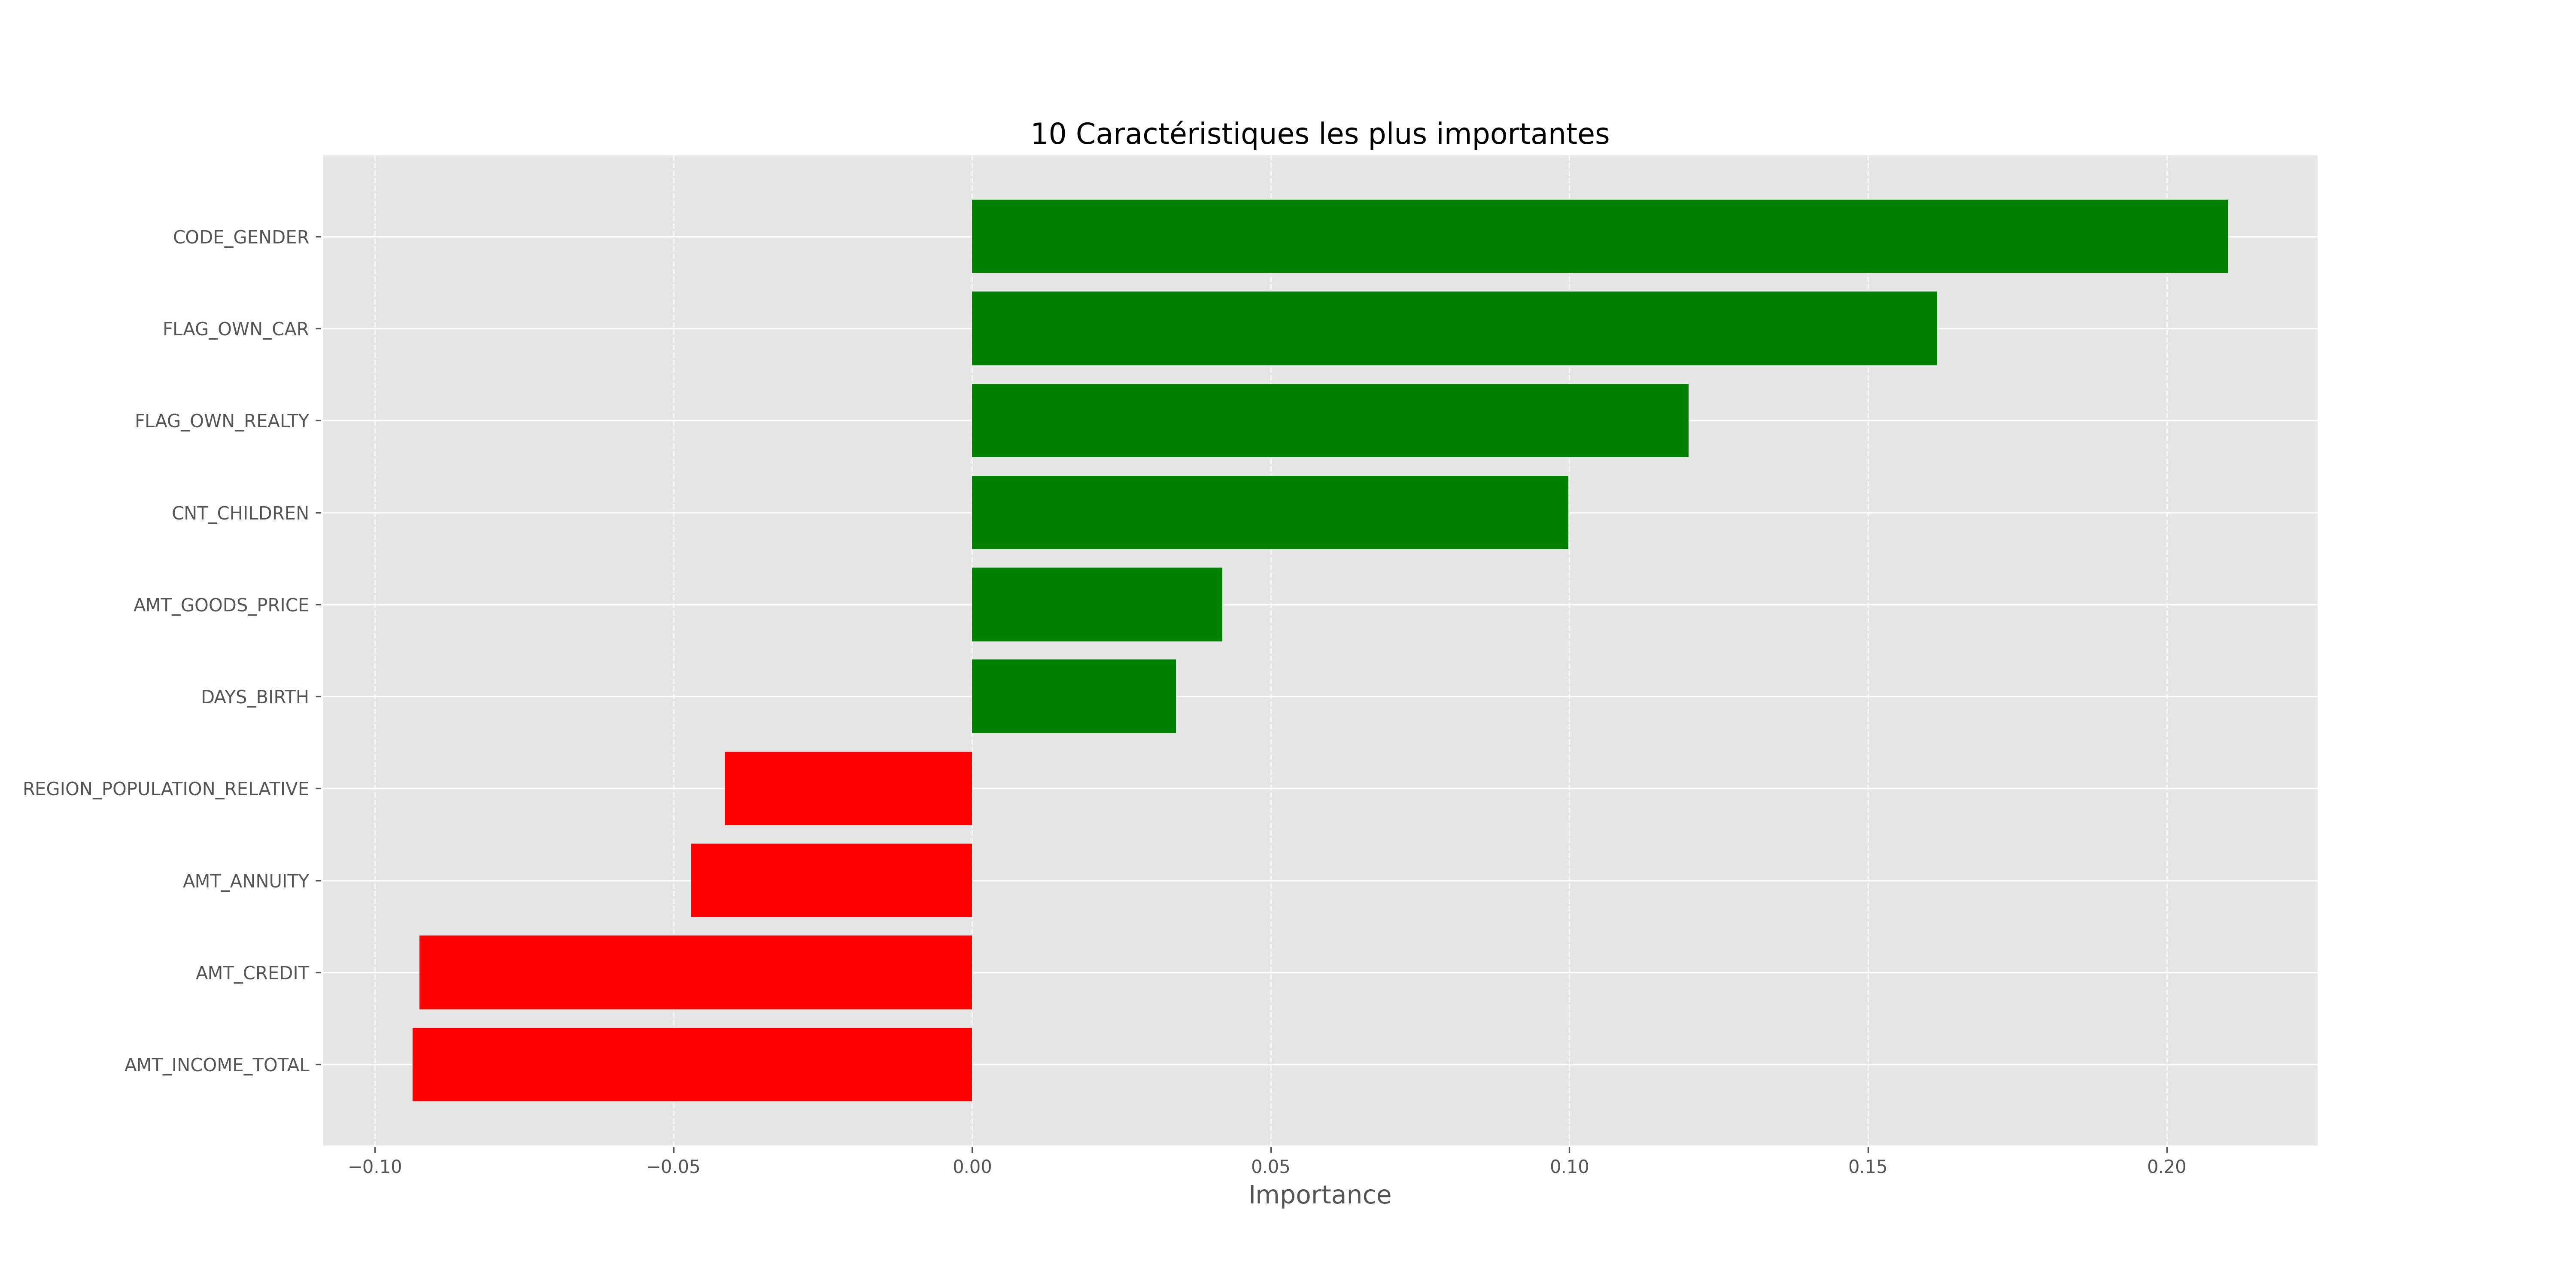 10 Caractéristiques les plus importantes
CODE_GENDER
FLAG_OWN_CAR
FLAG_OWN_REALTY
CNT_CHILDREN
AMT_GOODS_PRICE
DAYS_BIRTH
REGION_POPULATION_RELATIVE
AMT_ANNUITY
AMT_CREDIT
AMT_INCOME_TOTAL
−0.10 −0.05 0.00 0.05 0.10 0.15 0.20
Importance